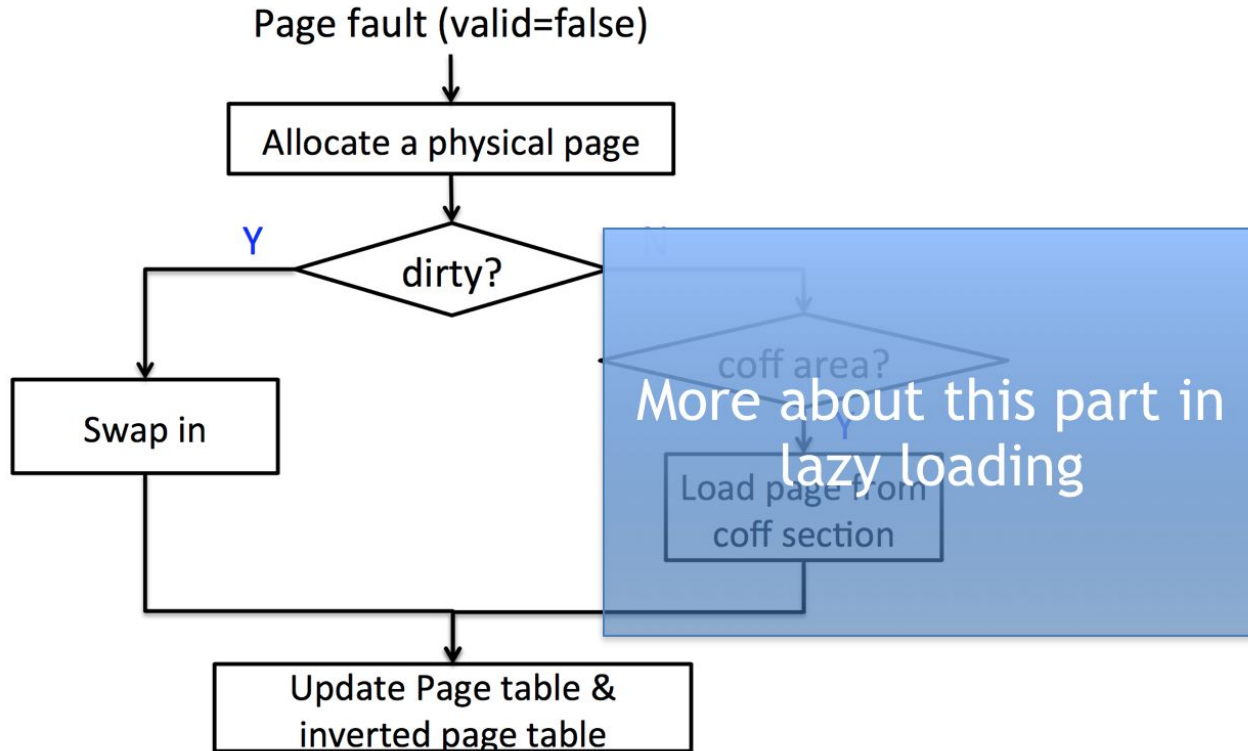 Page fault (valid=false)
Allocate a physical page
Y
N
dirty?
coff area?
Swap in
More about this part in
Y
lazy loading
Load page from
coff section
Update Page table &
inverted page table